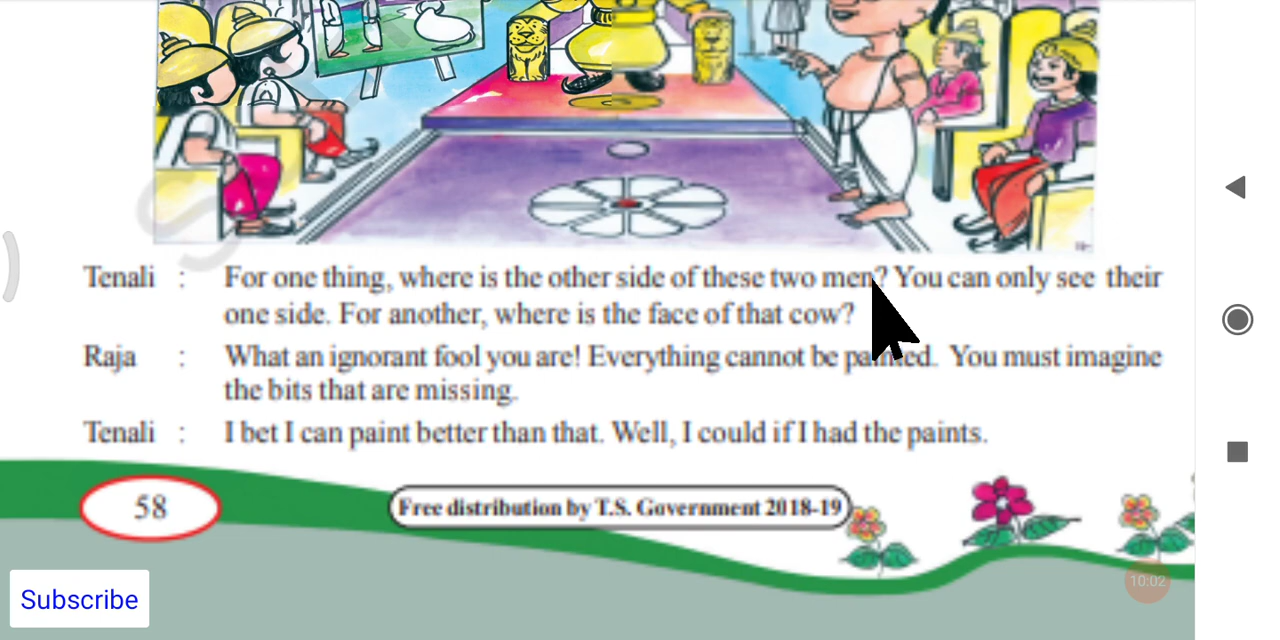 Tenali : For one thing, where is the other side of these two men? You can only see their
one side. For another, where is the face of that cow?
Raja : What an ignorant fool you are! Everything cannot be painted. You must imagine
the bits that are missing.
Tenali : I bet I can paint better than that. Well, I could if I had the paints.
58
Free distribution by T.S. Government 2018-19
Subscribe
10:02